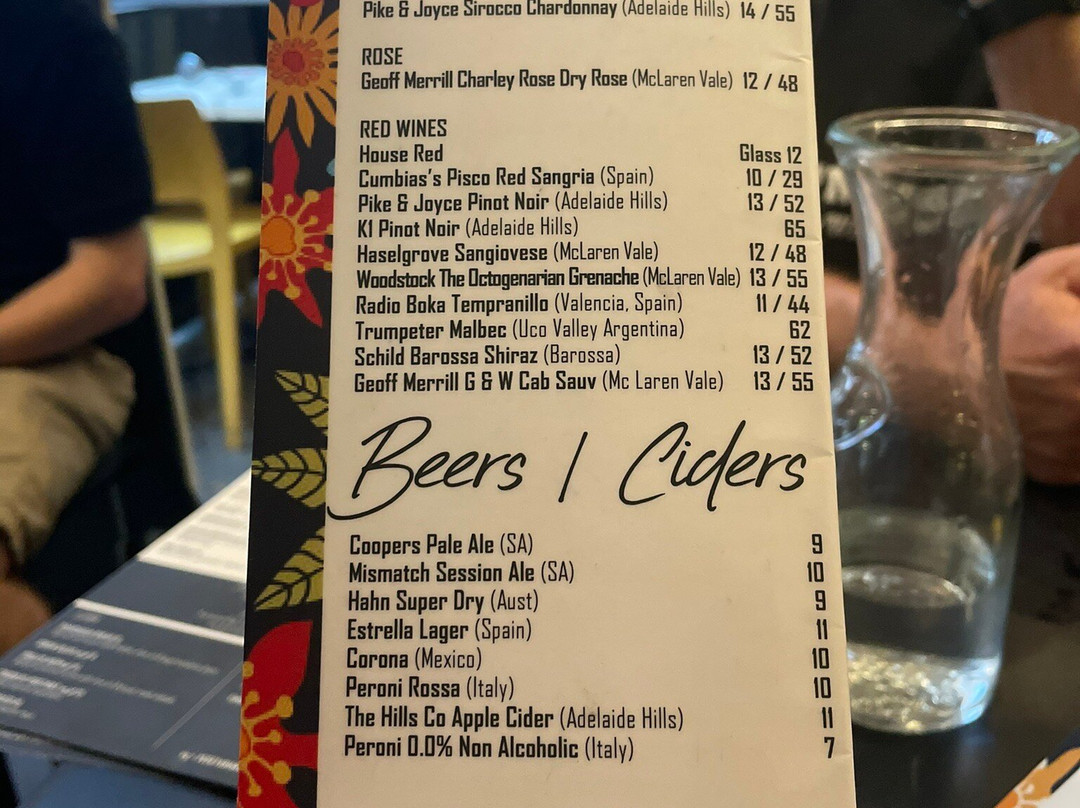 Pike & Joyce Sirocco Chardonnay (Adelaide Hills) 14 / 55
ROSE
Geoff Merrill Charley Rose Dry Rose (McLaren Vale) 12 / 48
RED WINES
House Red Glass 12
Cumbias's Pisco Red Sangria (Spain) 10 / 29
Pike & Joyce Pinot Noir (Adelaide Hills) 13 / 52
K1 Pinot Noir (Adelaide Hills) 65
Haselgrove Sangiovese (McLaren Vale) 12 / 48
Woodstock The Octogenarian Grenache (McLaren Vale) 13 / 55
Radio Boka Tempranillo (Valencia, Spain) 11 / 44
Trumpeter Malbec (Uco Valley Argentina) 62
Schild Barossa Shiraz (Barossa) 13 / 52
Geoff Merrill G & W Cab Sauv (Mc Laren Vale) 13 / 55
Beers / Ciders
Coopers Pale Ale (SA) 9
Mismatch Session Ale (SA) 10
Hahn Super Dry (Aust) 9
Estrella Lager (Spain) 11
Corona (Mexico) 10
Peroni Rossa (Italy) 10
The Hills Co Apple Cider (Adelaide Hills) 11
Peroni 0.0% Non Alcoholic (Italy) 7